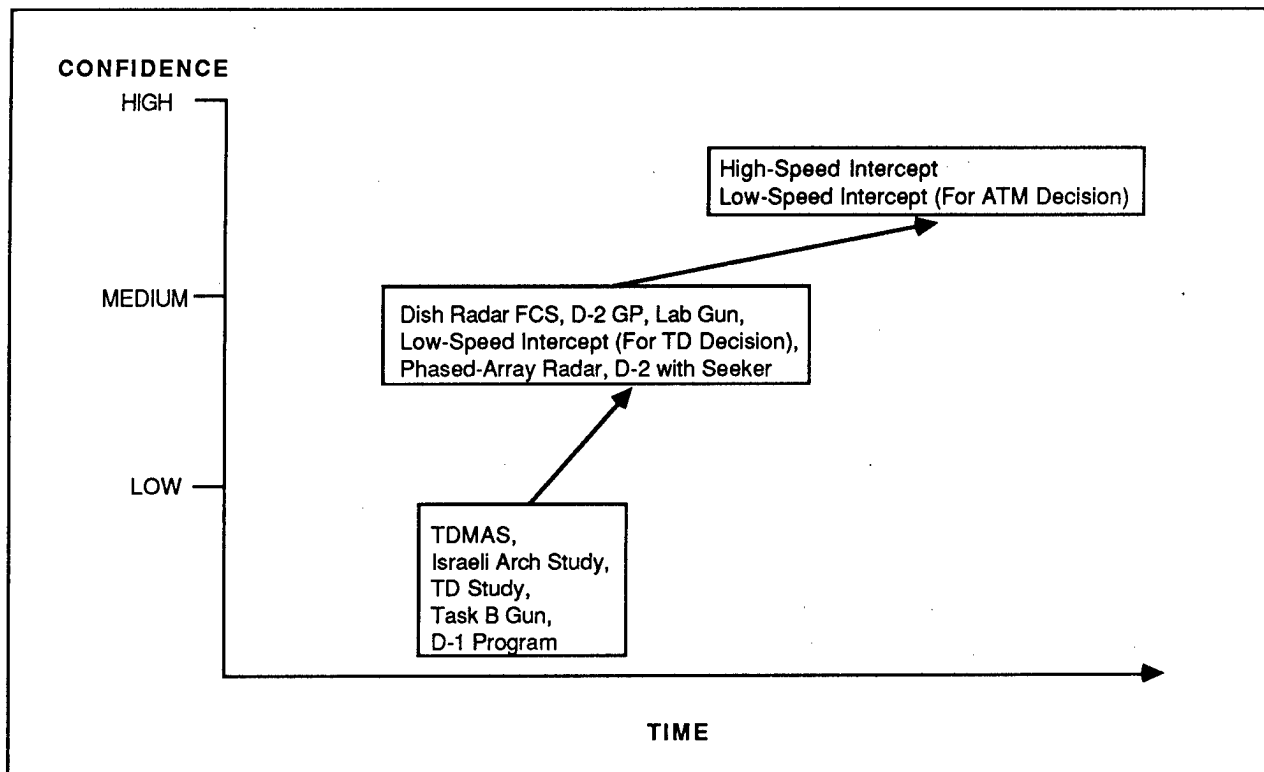 CONFIDENCE
HIGH
High-Speed Intercept
Low-Speed Intercept (For ATM Decision)
MEDIUM
Dish Radar FCS, D-2 GP, Lab Gun,
Low-Speed Intercept (For TD Decision),
Phased-Array Radar, D-2 with Seeker
LOW
TDMAS,
Israeli Arch Study,
TD Study,
Task B Gun,
D-1 Program
TIME